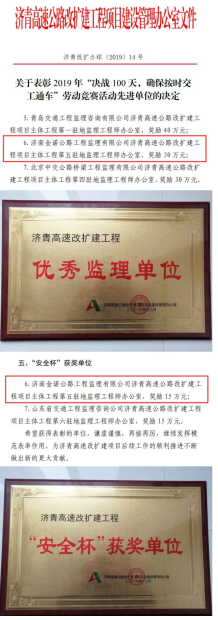 济青高速公路改扩建工程项目建设管理办公室文件
济青改扩办综〔2019〕14号
关于表彰2019年“决战100天，确保按时交
工通车”劳动竞赛活动先进单位的决定
5.青岛交通工程监理咨询有限公司济青高速公路改扩建工
程项目主体工程第一驻地监理工程师办公室，奖励40万元；
6.济南金诺公路工程监理有限公司济青高速公路改扩建工
程项目主体工程第五驻地监理工程师办公室，奖励30万元；
7.北京中交公路桥梁工程监理有限公司济青高速公路改扩建
工程项目主体工程第四驻地监理工程师办公室，奖励30万元。
济青高速改扩建工程
优秀监理单位
五、“安全杯”获奖单位
6.济南金诺公路工程监理有限公司济青高速公路改扩建工
程项目主体工程第五驻地监理工程师办公室，奖励15万元；
7.山东省交通工程监理咨询公司济青高速公路改扩建工程
项目主体工程第六驻地监理工程师办公室，奖励15万元。
希望获得表彰的单位，谦虚谨慎，再接再厉，继续发挥模
范表率作用，为济青高速改扩建项目后续工作的顺利推进不断
做出新的更大贡献。
济青高速改扩建工程
“安全杯”获奖单位